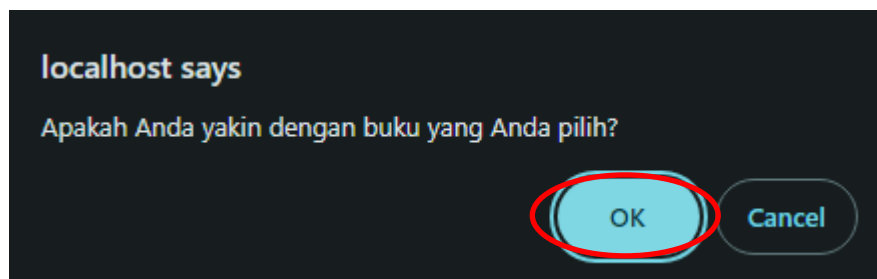 localhost says
Apakah Anda yakin dengan buku yang Anda pilih?
OK
Cancel